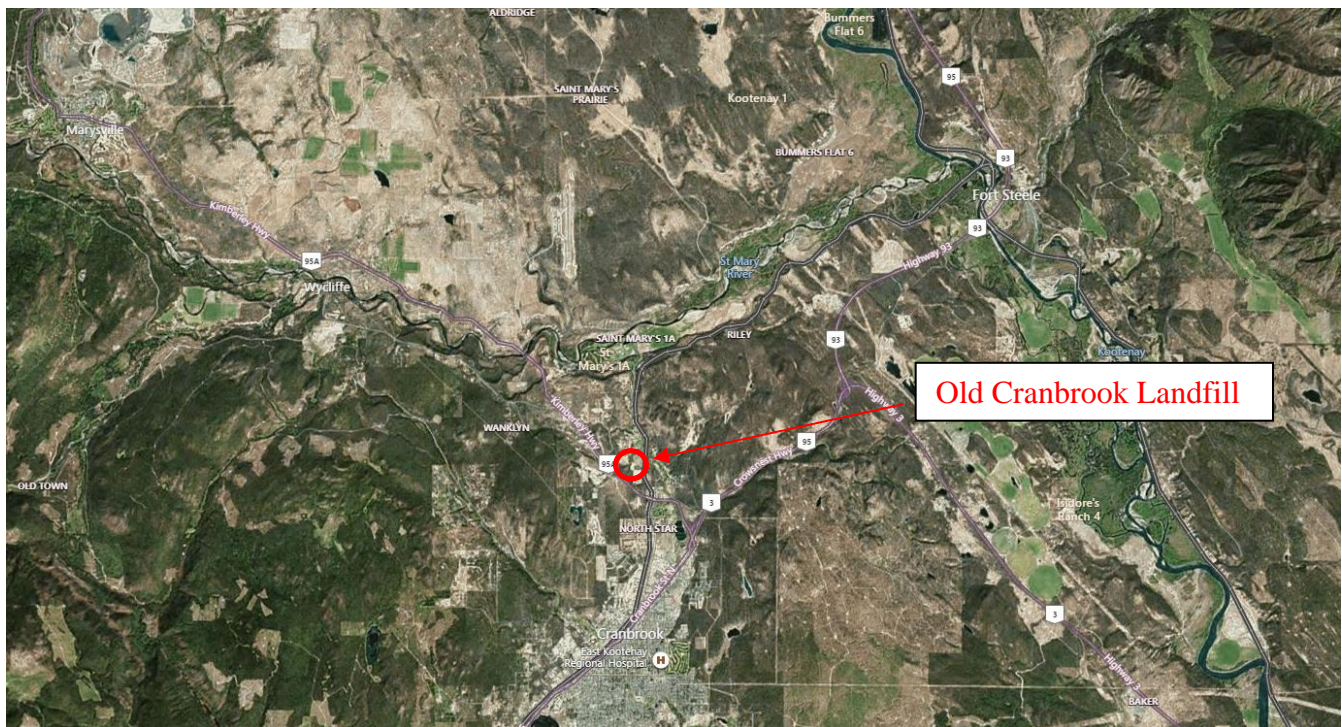 ALDRIDGE
Bummers
Flat 6
95
SAINT MARY'S
PRAIRIE
Kootenay 1
Marysville
BUMMERS FLAT 6
93
Fort Steele
Kimberley Hwy
93
Highway 93
95A
St Mary
River
Wycliffe
SAINT MARY'S 1A
St
Mary's 1A
RILEY
93
Kootenay
Old Cranbrook Landfill
Highway 3
Kimberley Hwy
WANKLYN
95
95A
Crowsnest Hwy
OLD TOWN
3
Isidore's
Ranch 4
NORTH STAR
Cranbrook St N
3
Cranbrook
East Kootenay
Regional Hospital
H
Highway 3
BAKER